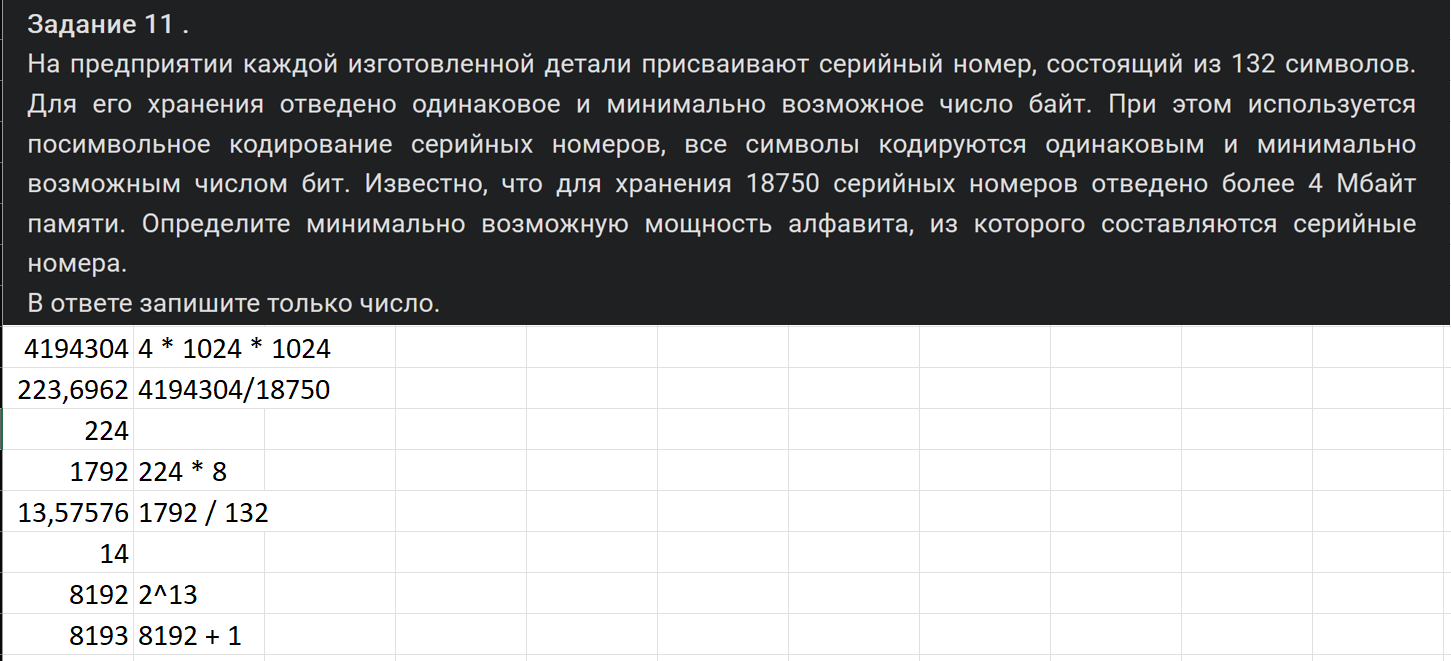 Задание 11 .
На предприятии каждой изготовленной детали присваивают серийный номер, состоящий из 132 символов.
Для его хранения отведено одинаковое и минимально возможное число байт. При этом используется
посимвольное кодирование серийных номеров, все символы кодируются одинаковым и минимально
возможным числом бит. Известно, что для хранения 18750 серийных номеров отведено более 4 Мбайт
памяти. Определите минимально возможную мощность алфавита, из которого составляются серийные
номера.
В ответе запишите только число.
4194304 4 * 1024 * 1024
223,6962 4194304/18750
224
1792 224 * 8
13,57576 1792 / 132
14
8192 2^13
8193 8192 + 1